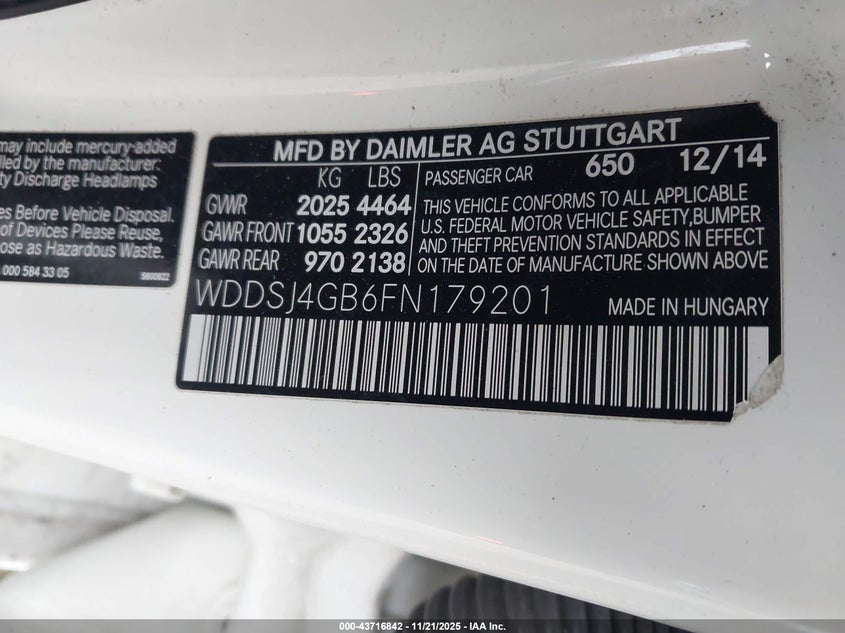 may include mercury-added
lled by the manufacturer:
ty Discharge Headlamps
es Before Vehicle Disposal.
of Devices Please Reuse,
ose as Hazardous Waste.
000 584 33 05
5800822
MFD BY DAIMLER AG STUTTGART
KG LBS PASSENGER CAR 650 12/14
GVWR 2025 4464
GAWR FRONT 1055 2326
GAWR REAR 970 2138
THIS VEHICLE CONFORMS TO ALL APPLICABLE
U.S. FEDERAL MOTOR VEHICLE SAFETY,BUMPER
AND THEFT PREVENTION STANDARDS IN EFFECT
ON THE DATE OF MANUFACTURE SHOWN ABOVE
WDDSJ4GB6FN179201 MADE IN HUNGARY
000-43716842 - 11/21/2025 - IAA Inc.